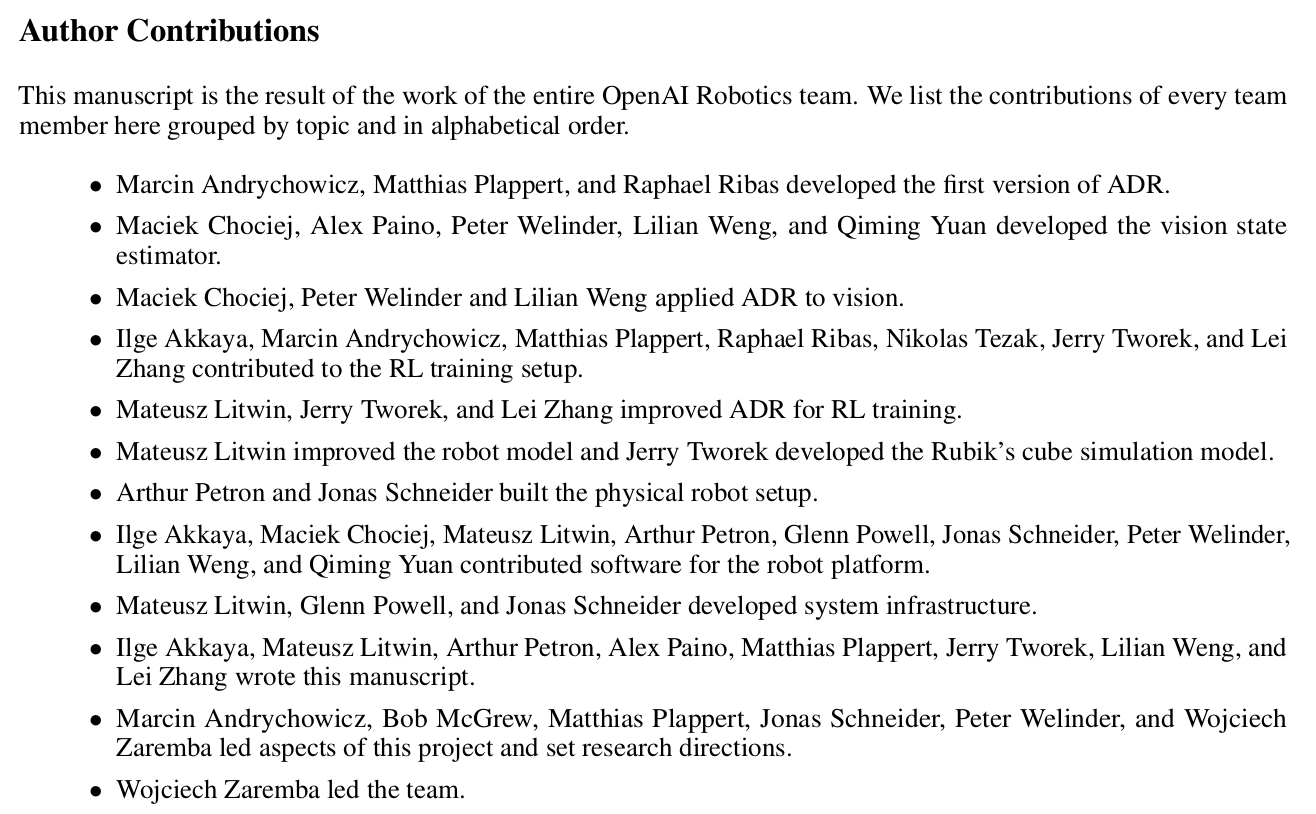 Author Contributions
This manuscript is the result of the work of the entire OpenAI Robotics team. We list the contributions of every team
member here grouped by topic and in alphabetical order.
• Marcin Andrychowicz, Matthias Plappert, and Raphael Ribas developed the first version of ADR.
• Maciek Chociej, Alex Paino, Peter Welinder, Lilian Weng, and Qiming Yuan developed the vision state
estimator.
• Maciek Chociej, Peter Welinder and Lilian Weng applied ADR to vision.
• Ilge Akkaya, Marcin Andrychowicz, Matthias Plappert, Raphael Ribas, Nikolas Tezak, Jerry Tworek, and Lei
Zhang contributed to the RL training setup.
• Mateusz Litwin, Jerry Tworek, and Lei Zhang improved ADR for RL training.
• Mateusz Litwin improved the robot model and Jerry Tworek developed the Rubik's cube simulation model.
• Arthur Petron and Jonas Schneider built the physical robot setup.
• Ilge Akkaya, Maciek Chociej, Mateusz Litwin, Arthur Petron, Glenn Powell, Jonas Schneider, Peter Welinder,
Lilian Weng, and Qiming Yuan contributed software for the robot platform.
• Mateusz Litwin, Glenn Powell, and Jonas Schneider developed system infrastructure.
• Ilge Akkaya, Mateusz Litwin, Arthur Petron, Alex Paino, Matthias Plappert, Jerry Tworek, Lilian Weng, and
Lei Zhang wrote this manuscript.
• Marcin Andrychowicz, Bob McGrew, Matthias Plappert, Jonas Schneider, Peter Welinder, and Wojciech
Zaremba led aspects of this project and set research directions.
• Wojciech Zaremba led the team.